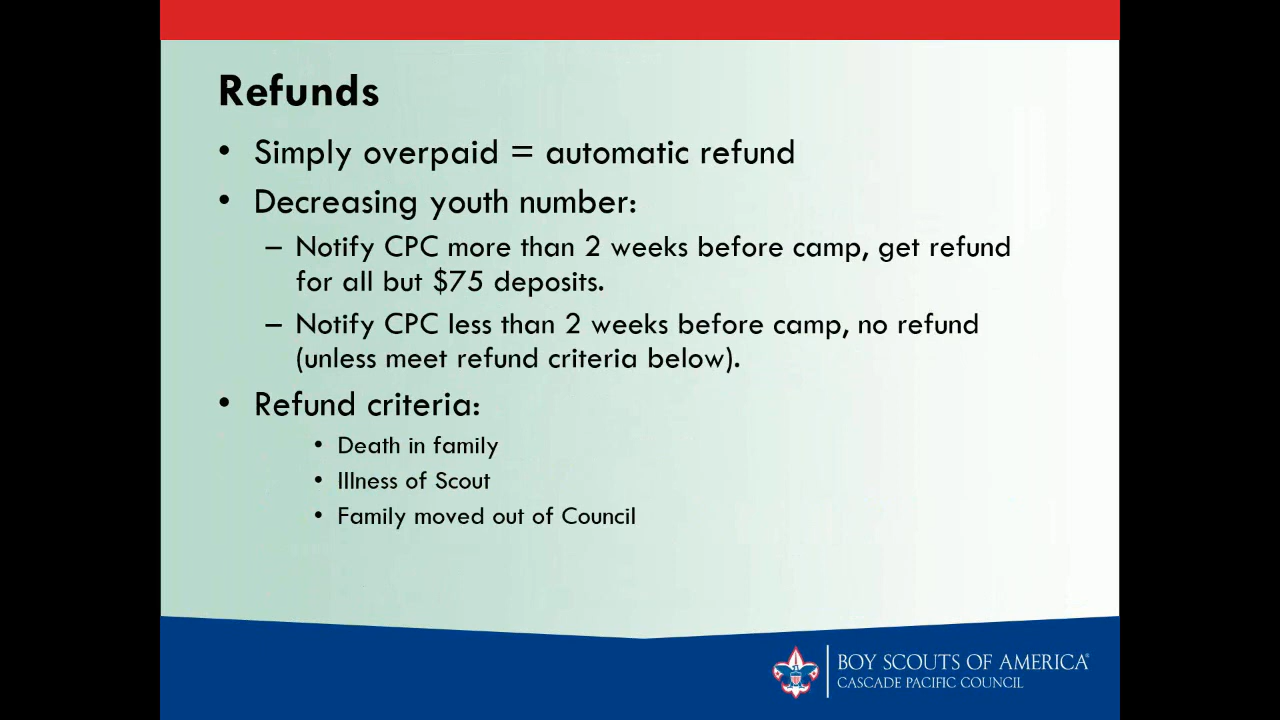 Refunds
• Simply overpaid = automatic refund
• Decreasing youth number:
– Notify CPC more than 2 weeks before camp, get refund
for all but $75 deposits.
– Notify CPC less than 2 weeks before camp, no refund
(unless meet refund criteria below).
• Refund criteria:
• Death in family
• Illness of Scout
• Family moved out of Council
BOY SCOUTS OF AMERICA®
CASCADE PACIFIC COUNCIL